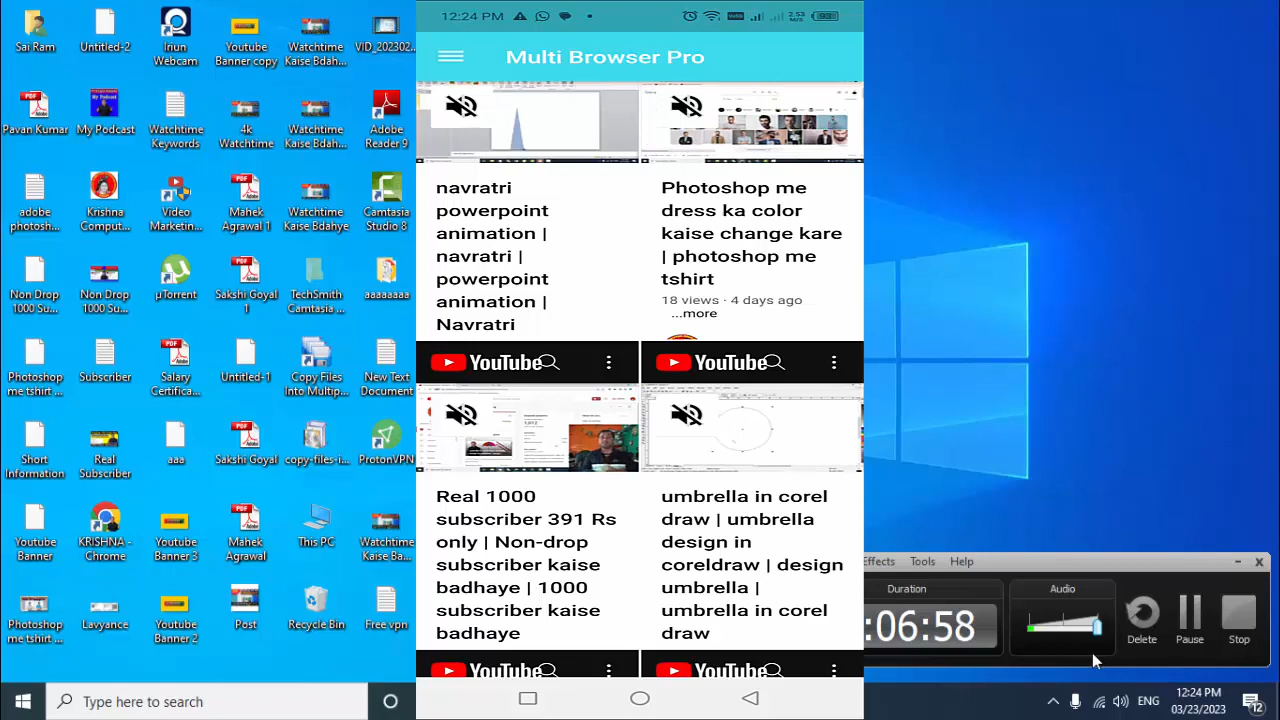 Sai Ram
Untitled-2
Iriun
Webcam
Youtube
Banner copy
Watchtime
Kaise Bdah...
VID_202302...
PDF
Pavan Kumar
My Podcast
Watchtime
Keywords
4k
Watchtime
Watchtime
Kaise Bdah...
Adobe
Reader 9
adobe
photosh...
Krishna
Comput...
Video
Marketin...
PDF
Mahek
Agrawal 1
Watchtime
Kaise Bdahye
Camtasia
Studio 8
Non Drop
1000 Su...
Non Drop
1000 Su...
µTorrent
PDF
Sakshi Goyal
1
TechSmith
Camtasia ...
aaaaaaaa
Photoshop
tshirt ...
Subscriber
PDF
Salary
Certifica...
Untitled-1
Copy Files
Into Multip...
New Text
Document
Short
Information
Real
Subscriber
aaa
PDF
Sakshi Goyal
copy-files-i...
ProtonVPN
Youtube
Banner
KRISHNA -
Chrome
Youtube
Banner 3
PDF
Mahek
Agrawal
This PC
Watchtime
Kaise Ba...
Photoshop
me tshirt ...
Lavyance
Youtube
Banner 2
Post
Recycle Bin
Free vpn
12:24 PM
2.53
M/S
93
Multi Browser Pro
navratri
powerpoint
animation |
navratri |
powerpoint
animation |
Navratri
Photoshop me
dress ka color
kaise change kare
| photoshop me
tshirt
18 views · 4 days ago
...more
YouTube
YouTube
Real 1000
subscriber 391 Rs
only | Non-drop
subscriber kaise
badhaye | 1000
subscriber kaise
badhaye
umbrella in corel
draw | umbrella
design in
coreldraw | design
umbrella |
umbrella in corel
draw
YouTube
YouTube
Effects Tools Help
Duration
:06:58
Audio
Delete
Pause
Stop
Type here to search
ENG
12:24 PM
03/23/2023
12